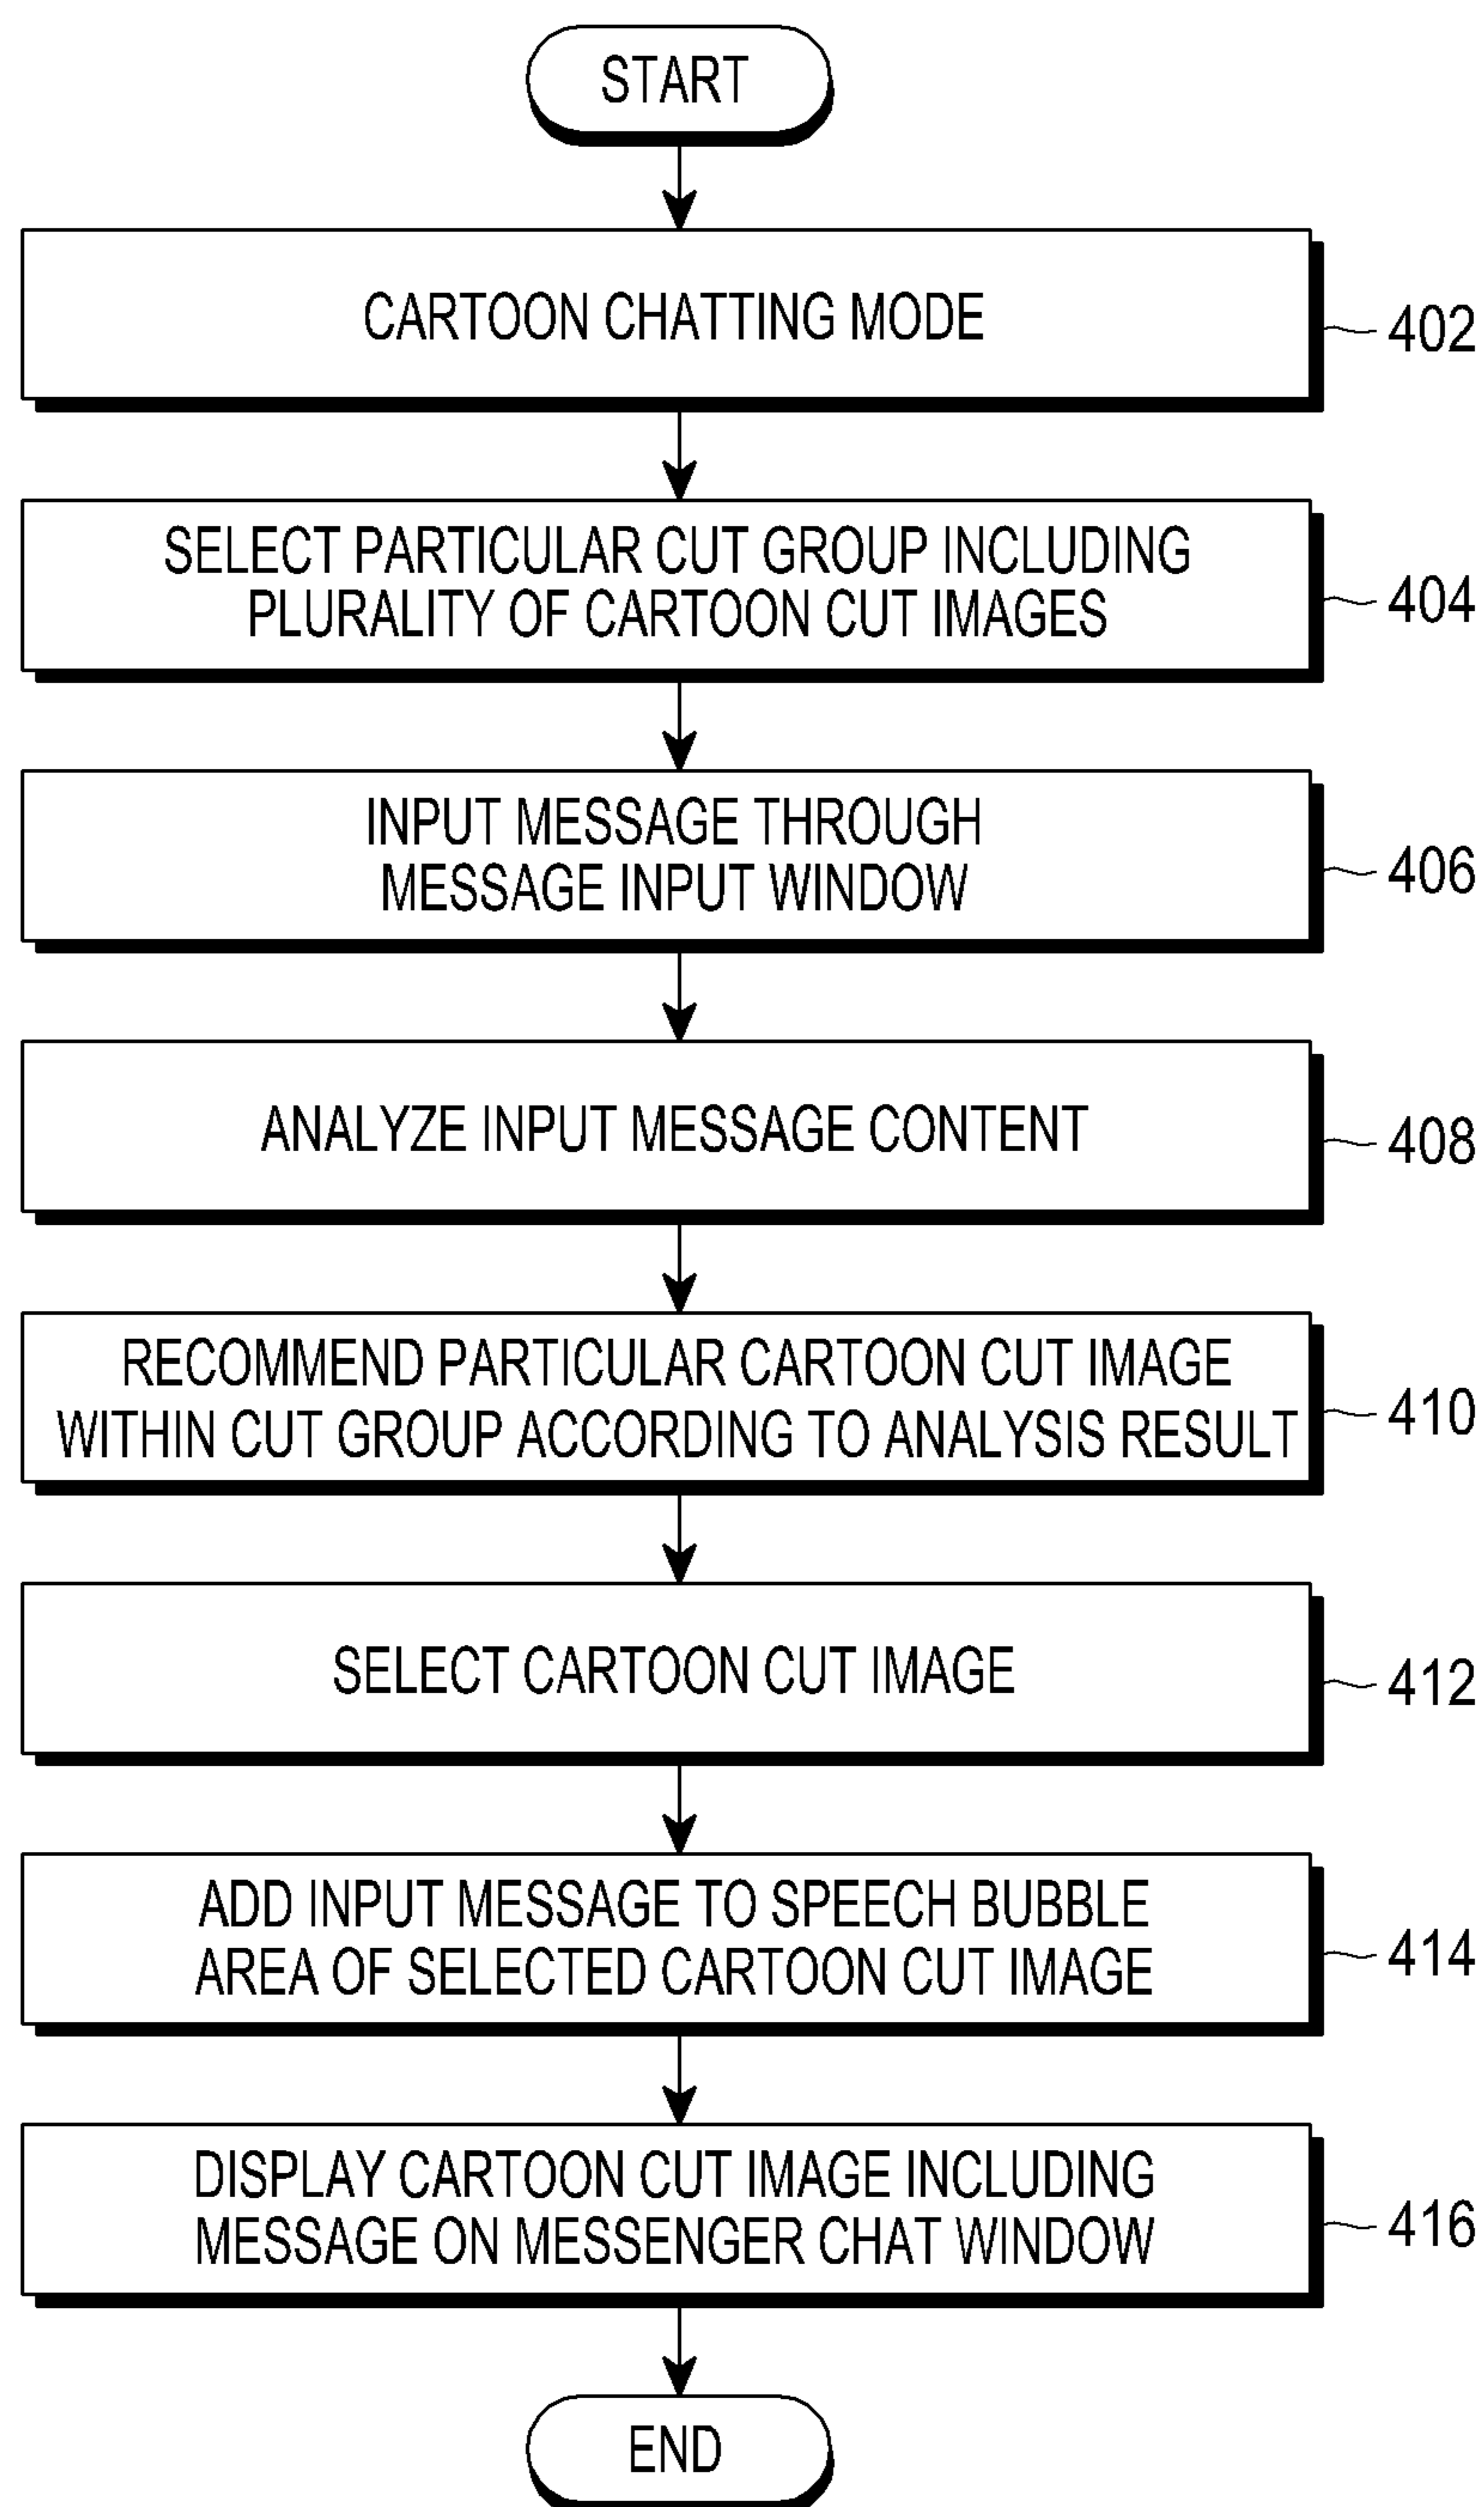 START
CARTOON CHATTING MODE
402
SELECT PARTICULAR CUT GROUP INCLUDING
PLURALITY OF CARTOON CUT IMAGES
404
INPUT MESSAGE THROUGH
MESSAGE INPUT WINDOW
406
ANALYZE INPUT MESSAGE CONTENT
408
RECOMMEND PARTICULAR CARTOON CUT IMAGE
WITHIN CUT GROUP ACCORDING TO ANALYSIS RESULT
410
SELECT CARTOON CUT IMAGE
412
ADD INPUT MESSAGE TO SPEECH BUBBLE
AREA OF SELECTED CARTOON CUT IMAGE
414
DISPLAY CARTOON CUT IMAGE INCLUDING
MESSAGE ON MESSENGER CHAT WINDOW
416
END